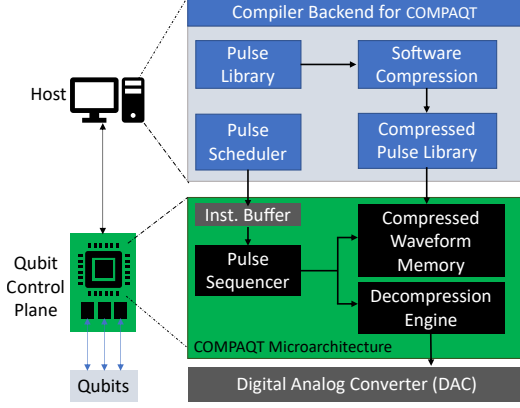 Compiler Backend for COMPAQT
Pulse
Library
Software
Compression
Host
Pulse
Scheduler
Compressed
Pulse Library
Inst. Buffer
Compressed
Waveform
Memory
Pulse
Sequencer
Qubit
Control
Plane
Decompression
Engine
COMPAQT Microarchitecture
Qubits
Digital Analog Converter (DAC)